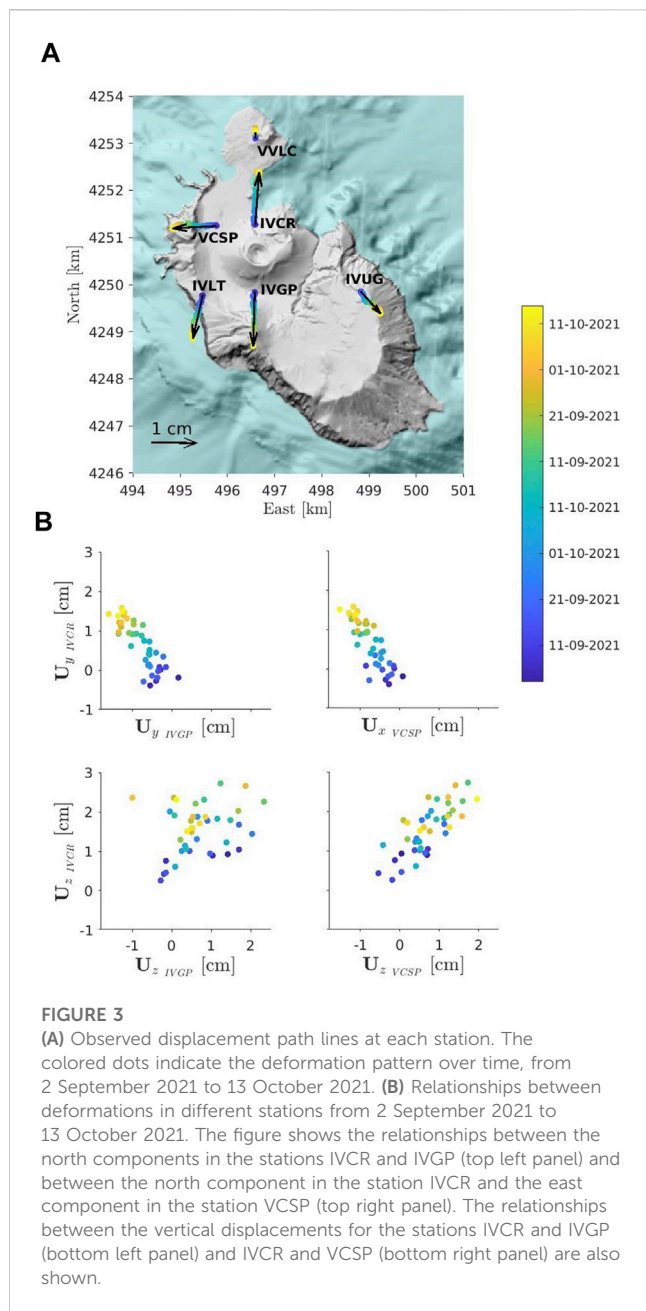 A
4254
4253
4252
4251
4250
4249
4248
4247
4246
North [km]
VVLC
IVCR
VCSP
IVLT
IVGP
IVUG
1 cm
494 495 496 497 498 499 500 501
East [km]
11-10-2021
01-10-2021
21-09-2021
11-09-2021
11-10-2021
01-10-2021
21-09-2021
11-09-2021
B
3
2
1
0
-1
U y IVCR [cm]
U y IVGP [cm]
3
2
1
0
-1
U x VCSP [cm]
3
2
1
0
-1
U z IVCR [cm]
-1 0 1 2
U z IVGP [cm]
-1 0 1 2
U z VCSP [cm]
FIGURE 3
(A) Observed displacement path lines at each station. The
colored dots indicate the deformation pattern over time, from
2 September 2021 to 13 October 2021. (B) Relationships between
deformations in different stations from 2 September 2021 to
13 October 2021. The figure shows the relationships between the
north components in the stations IVCR and IVGP (top left panel) and
between the north component in the station IVCR and the east
component in the station VCSP (top right panel). The relationships
between the vertical displacements for the stations IVCR and IVGP
(bottom left panel) and IVCR and VCSP (bottom right panel) are also
shown.